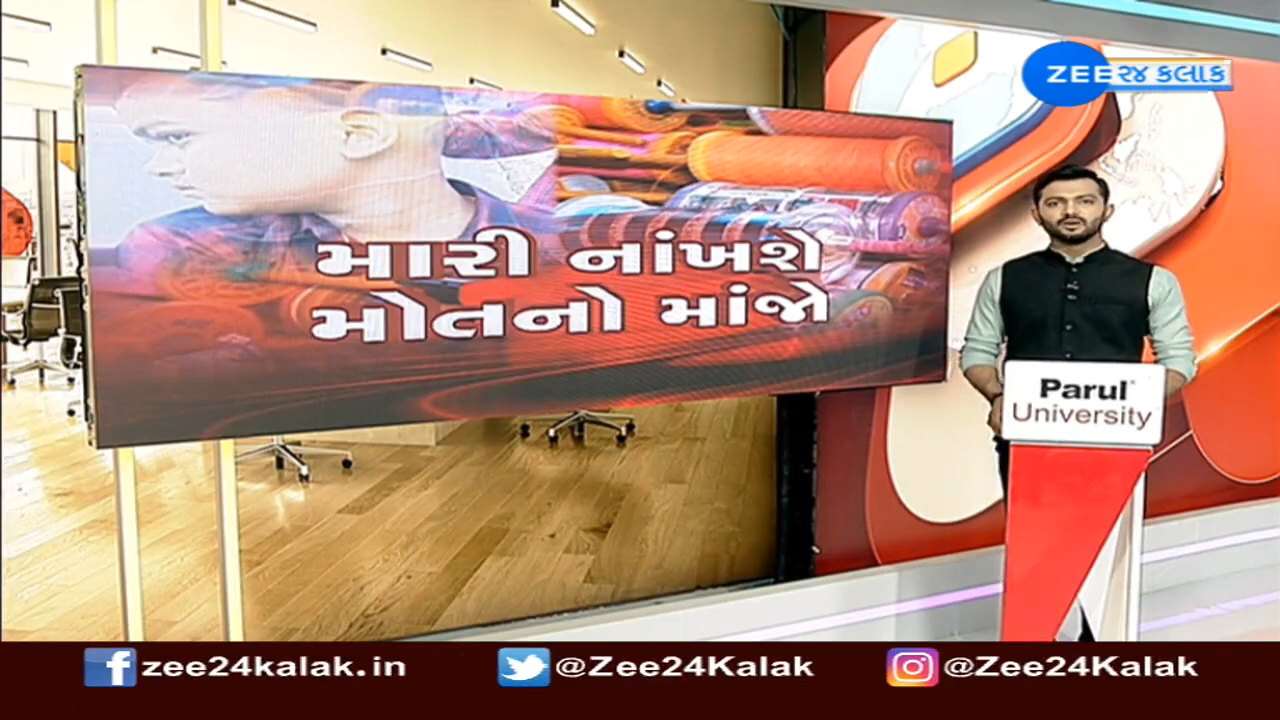 ZEE ૨૪ કલાક
મારી નાંખશે
મોતનો માંજો
Parul
University
zee24kalak.in
@Zee24Kalak
@Zee24Kalak